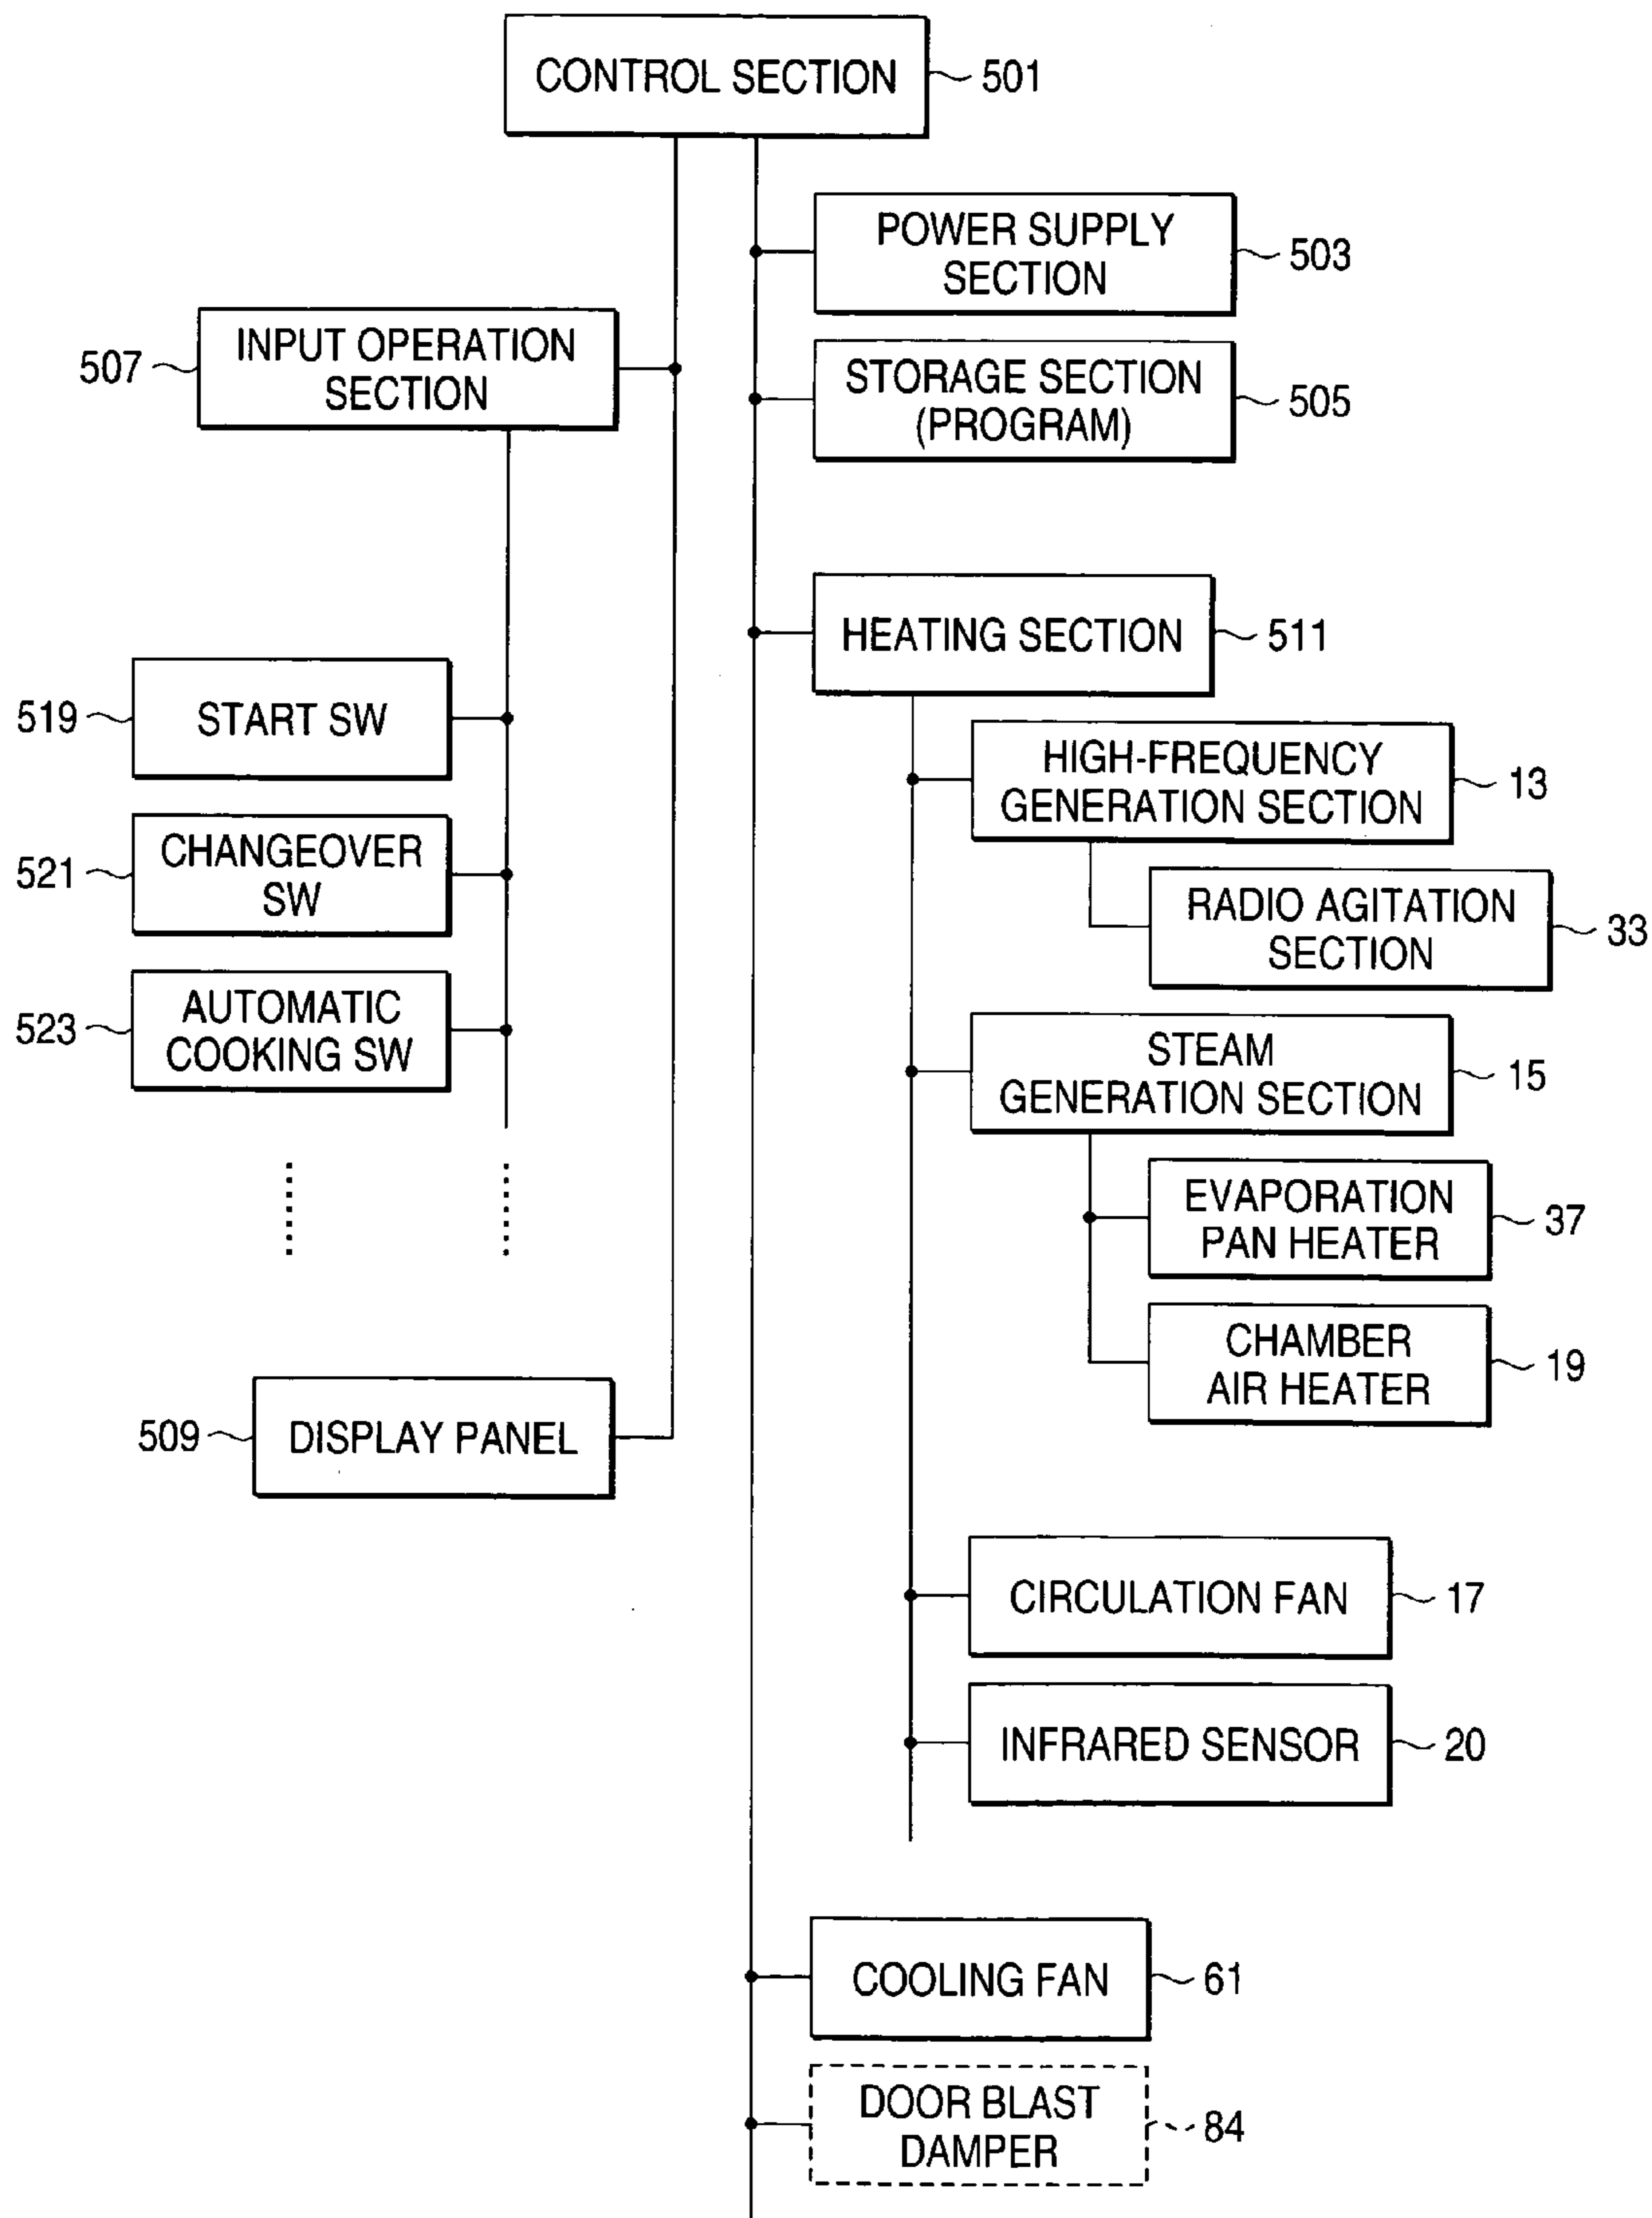 CONTROL SECTION
501
POWER SUPPLY
SECTION
503
INPUT OPERATION
SECTION
507
STORAGE SECTION
(PROGRAM)
505
HEATING SECTION
511
START SW
519
HIGH-FREQUENCY
GENERATION SECTION
13
CHANGEOVER
SW
521
RADIO AGITATION
SECTION
33
AUTOMATIC
COOKING SW
523
STEAM
GENERATION SECTION
15
EVAPORATION
PAN HEATER
37
CHAMBER
AIR HEATER
19
DISPLAY PANEL
509
CIRCULATION FAN
17
INFRARED SENSOR
20
COOLING FAN
61
DOOR BLAST
DAMPER
84